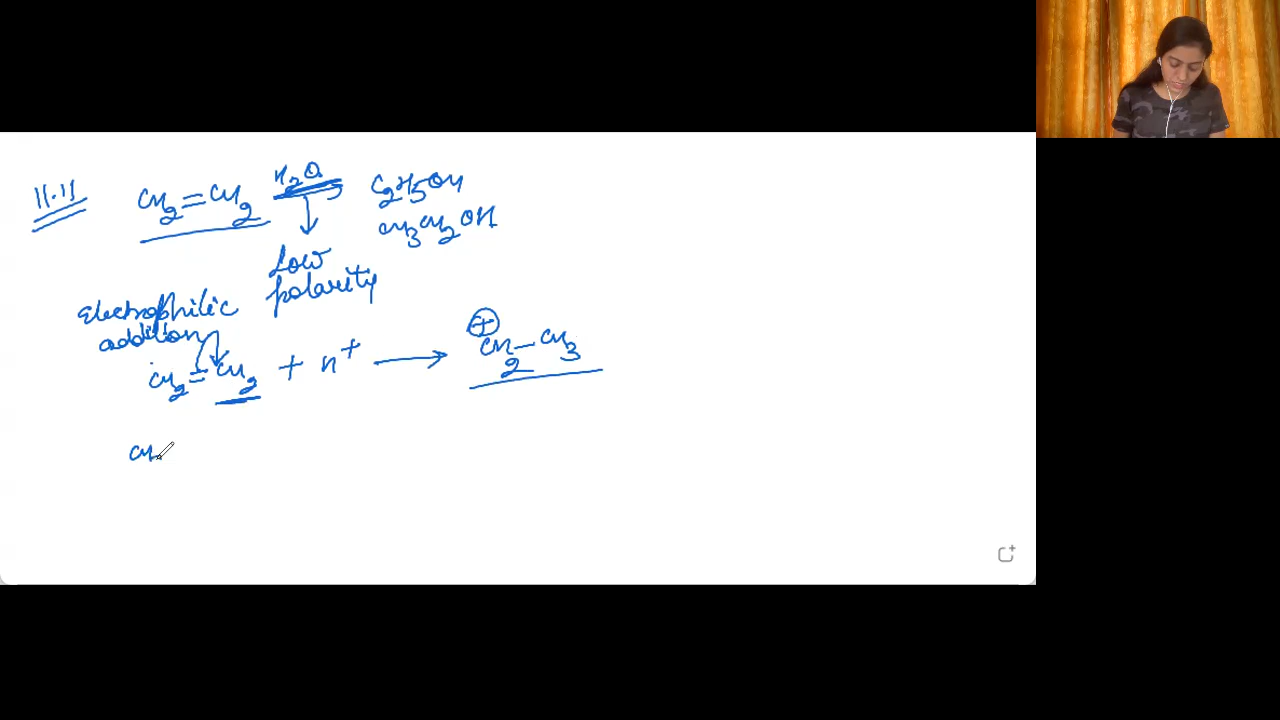 11.11 CH2=CH2 H2O C2H5OH
CH3CH2OH
Low
polarity
Electrophilic
addition
CH2=CH2 + H+ ⟶ ⊕CH2-CH3
CH